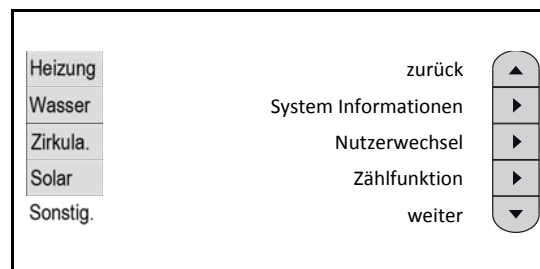 Heizung
zurück
Wasser
System Informationen
Zirkula.
Nutzerwechsel
Solar
Zählfunktion
Sonstig.
weiter